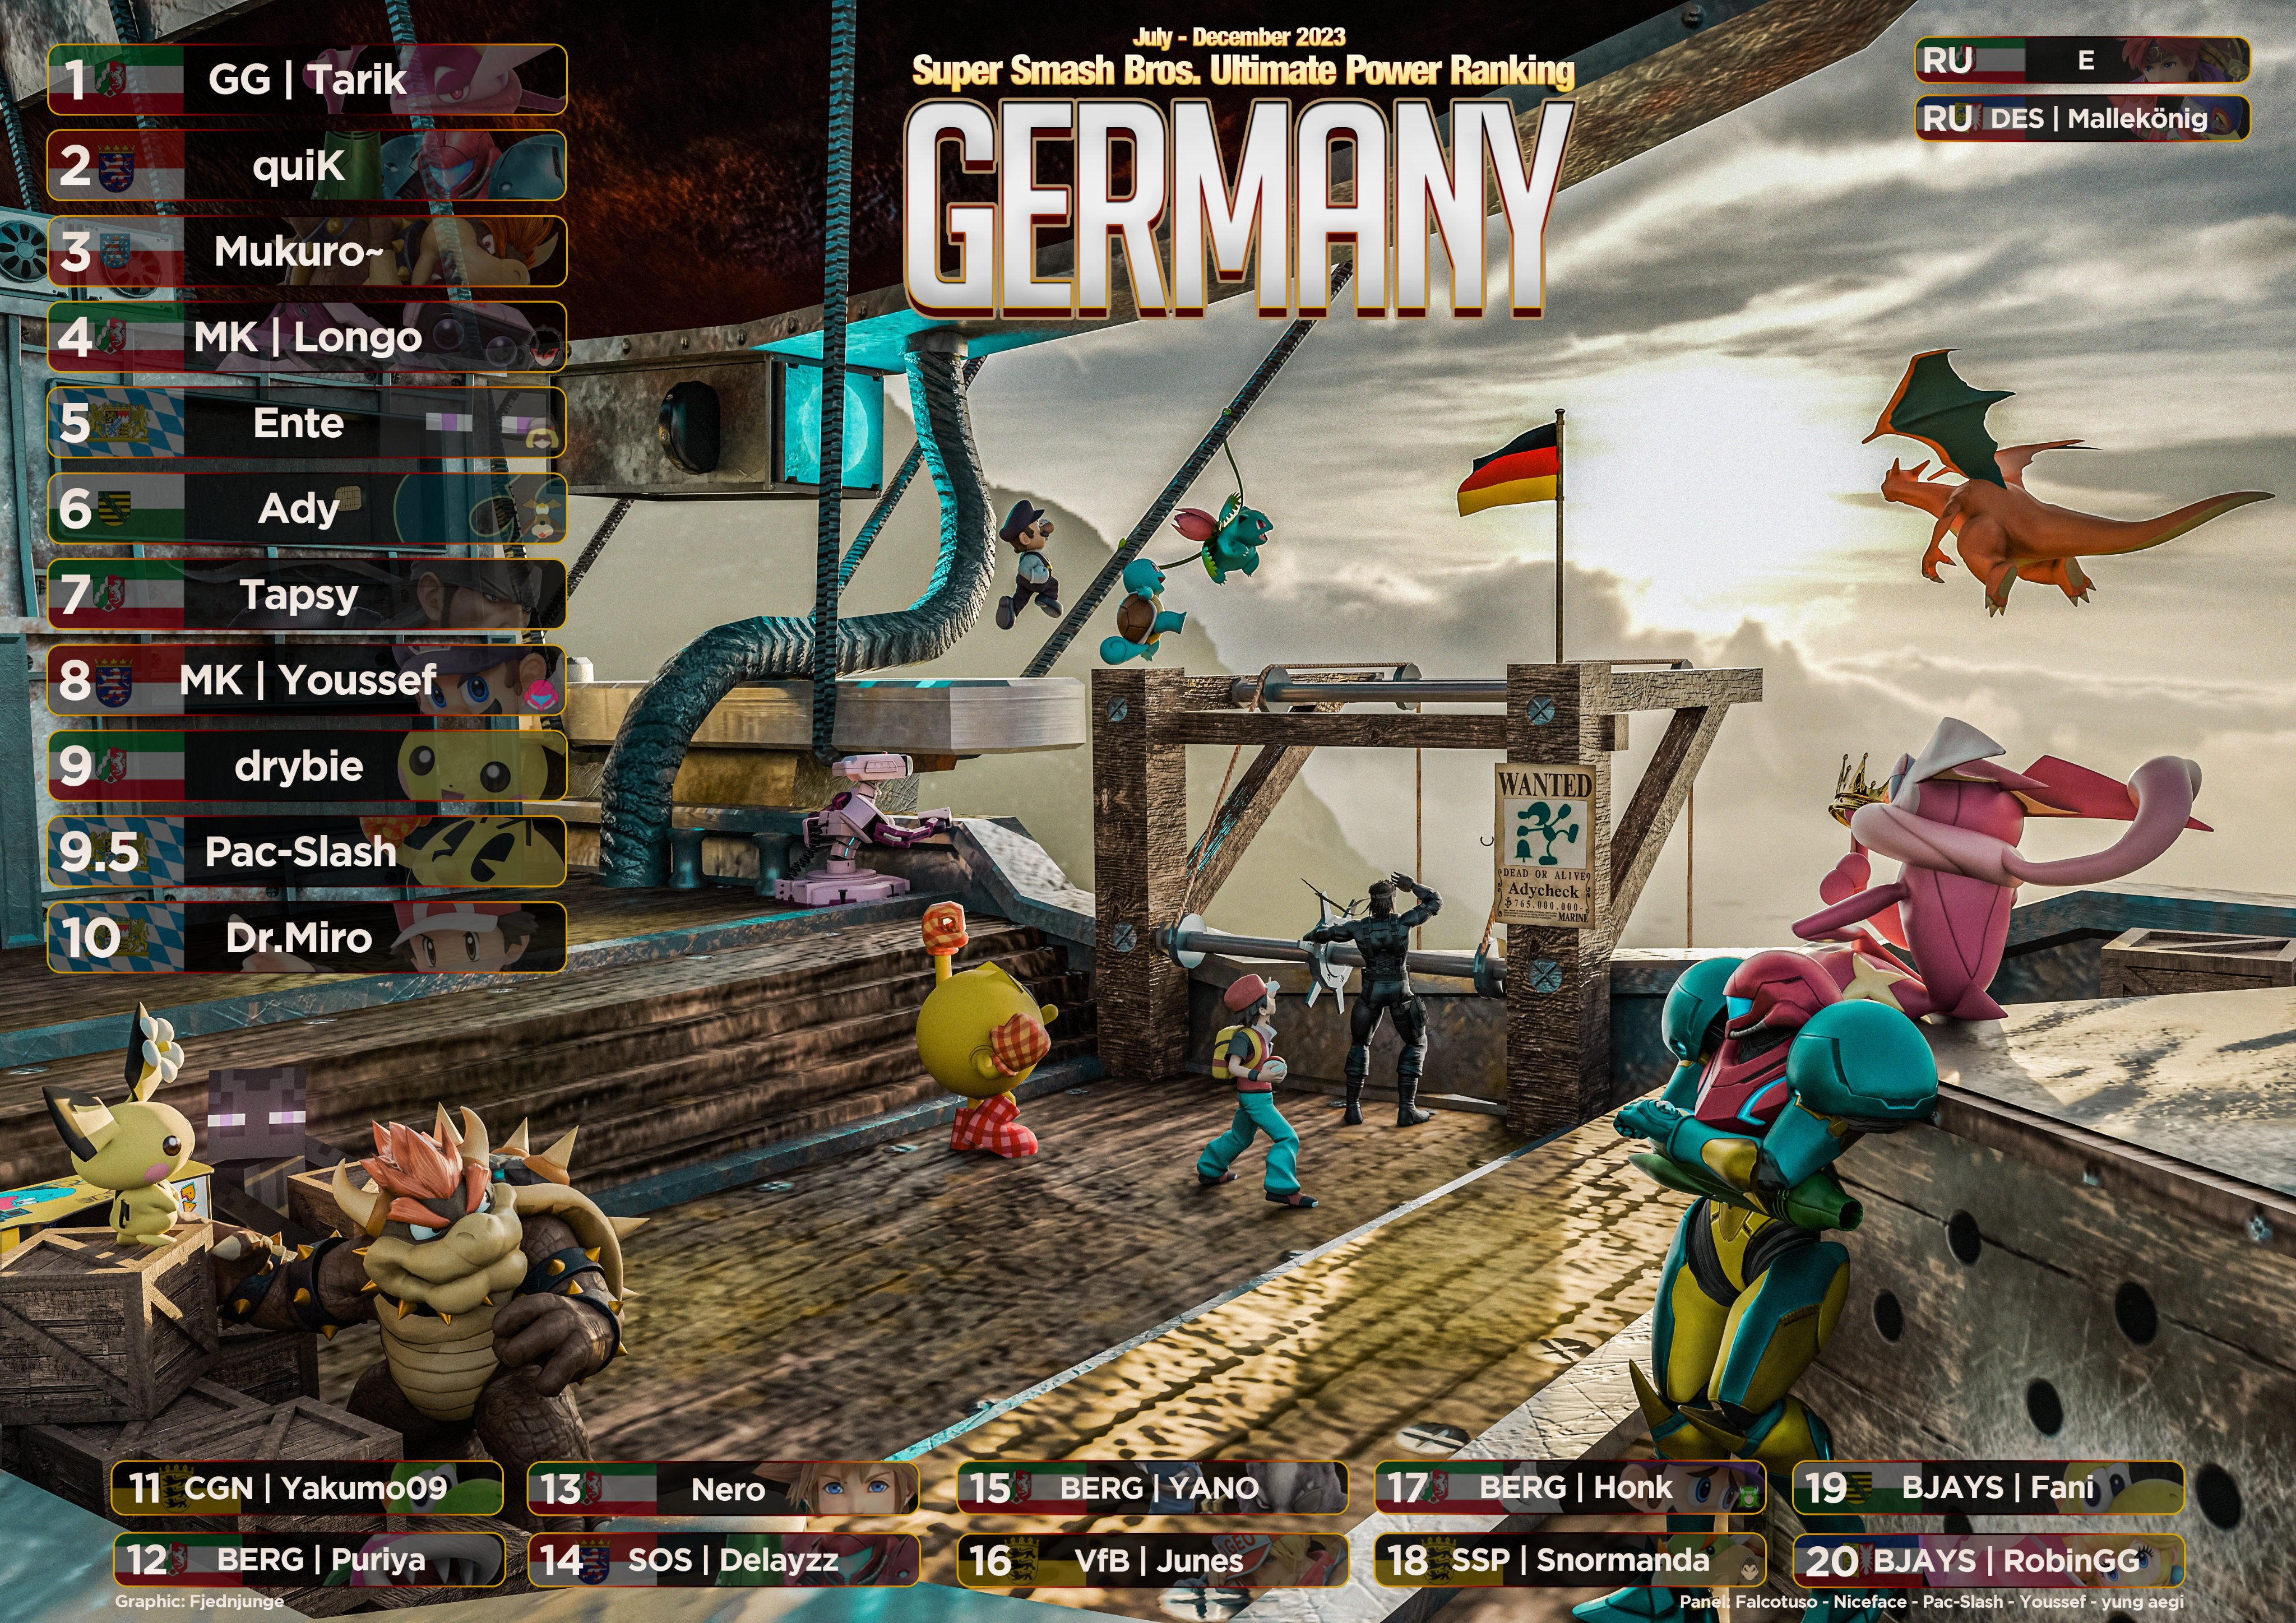 July - December 2023
Super Smash Bros. Ultimate Power Ranking
GERMANY
1 GG | Tarik
2 quiK
3 Mukuro~
4 MK | Longo
5 Ente
6 Ady
7 Tapsy
8 MK | Youssef
9 drybie
9.5 Pac-Slash
10 Dr.Miro
RU E
RU DES | Mallekönig
WANTED
DEAD OR ALIVE
Adycheck
765.000.000-
MARINE
11 CGN | Yakumo09
12 BERG | Puriya
13 Nero
14 SOS | Delayzz
15 BERG | YANO
16 VfB | Junes
17 BERG | Honk
18 SSP | Snormanda
19 BJAYS | Fani
20 BJAYS | RobinGG
Graphic: Fjednjunge
Panel: Falcotuso - Niceface - Pac-Slash - Youssef - yung aegi